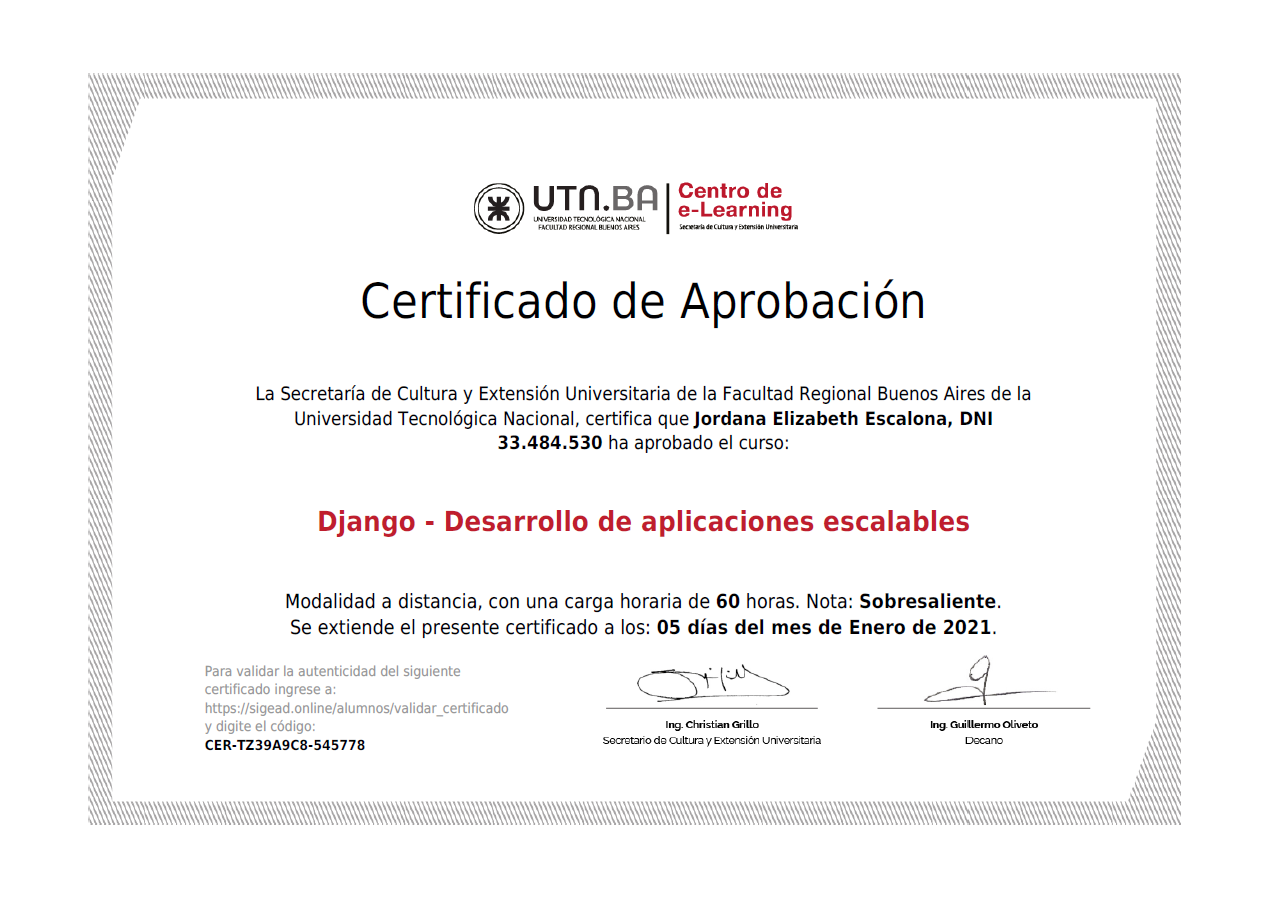 UTN.BA
UNIVERSIDAD TECNOLÓGICA NACIONAL
FACULTAD REGIONAL BUENOS AIRES
Centro de
e-Learning
Secretaría de Cultura y Extensión Universitaria
Certificado de Aprobación
La Secretaría de Cultura y Extensión Universitaria de la Facultad Regional Buenos Aires de la
Universidad Tecnológica Nacional, certifica que Jordana Elizabeth Escalona, DNI
33.484.530 ha aprobado el curso:
Django - Desarrollo de aplicaciones escalables
Modalidad a distancia, con una carga horaria de 60 horas. Nota: Sobresaliente.
Se extiende el presente certificado a los: 05 días del mes de Enero de 2021.
Para validar la autenticidad del siguiente
certificado ingrese a:
https://sigead.online/alumnos/validar_certificado
y digite el código:
CER-TZ39A9C8-545778
Ing. Christian Grillo
Secretario de Cultura y Extensión Universitaria
Ing. Guillermo Oliveto
Decano